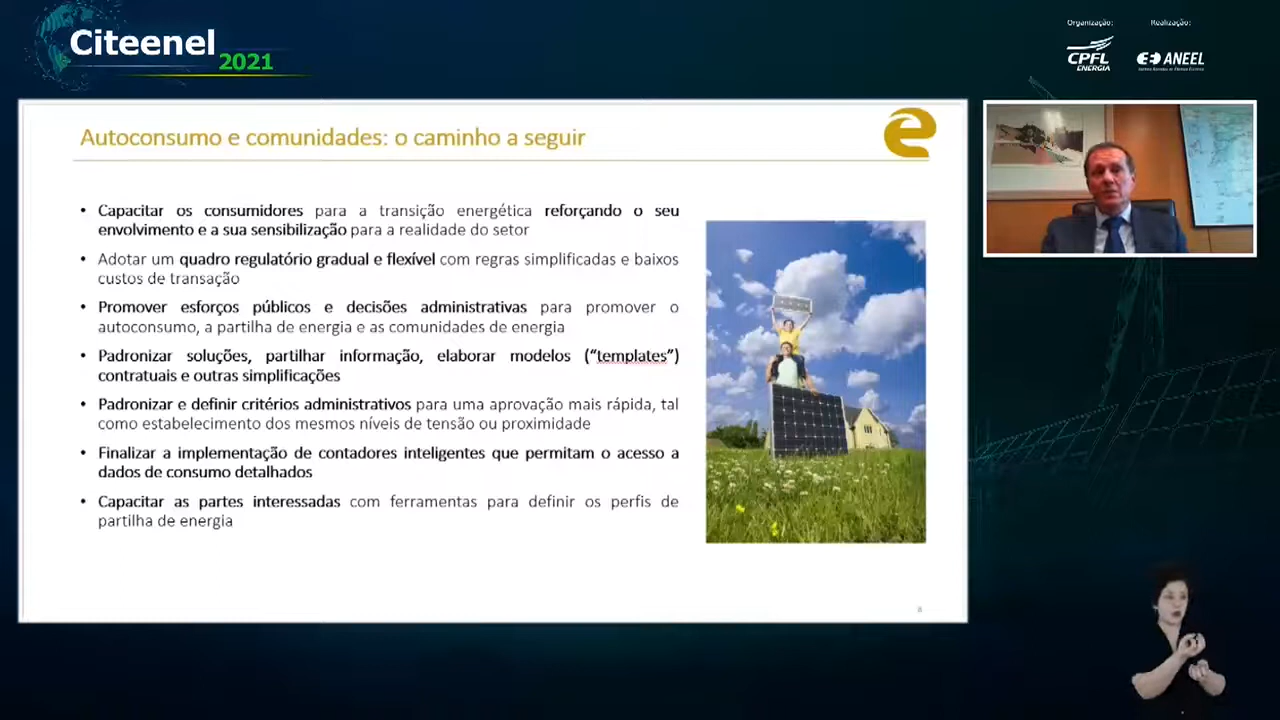 Citeenel
2021
Organização:
Realização:
CPFL
ENERGIA
ANEEL
Autoconsumo e comunidades: o caminho a seguir
e
• Capacitar os consumidores para a transição energética reforçando o seu
envolvimento e a sua sensibilização para a realidade do setor
• Adotar um quadro regulatório gradual e flexível com regras simplificadas e baixos
custos de transação
• Promover esforços públicos e decisões administrativas para promover o
autoconsumo, a partilha de energia e as comunidades de energia
• Padronizar soluções, partilhar informação, elaborar modelos (“templates”)
contratuais e outras simplificações
• Padronizar e definir critérios administrativos para uma aprovação mais rápida, tal
como estabelecimento dos mesmos níveis de tensão ou proximidade
• Finalizar a implementação de contadores inteligentes que permitam o acesso a
dados de consumo detalhados
• Capacitar as partes interessadas com ferramentas para definir os perfis de
partilha de energia